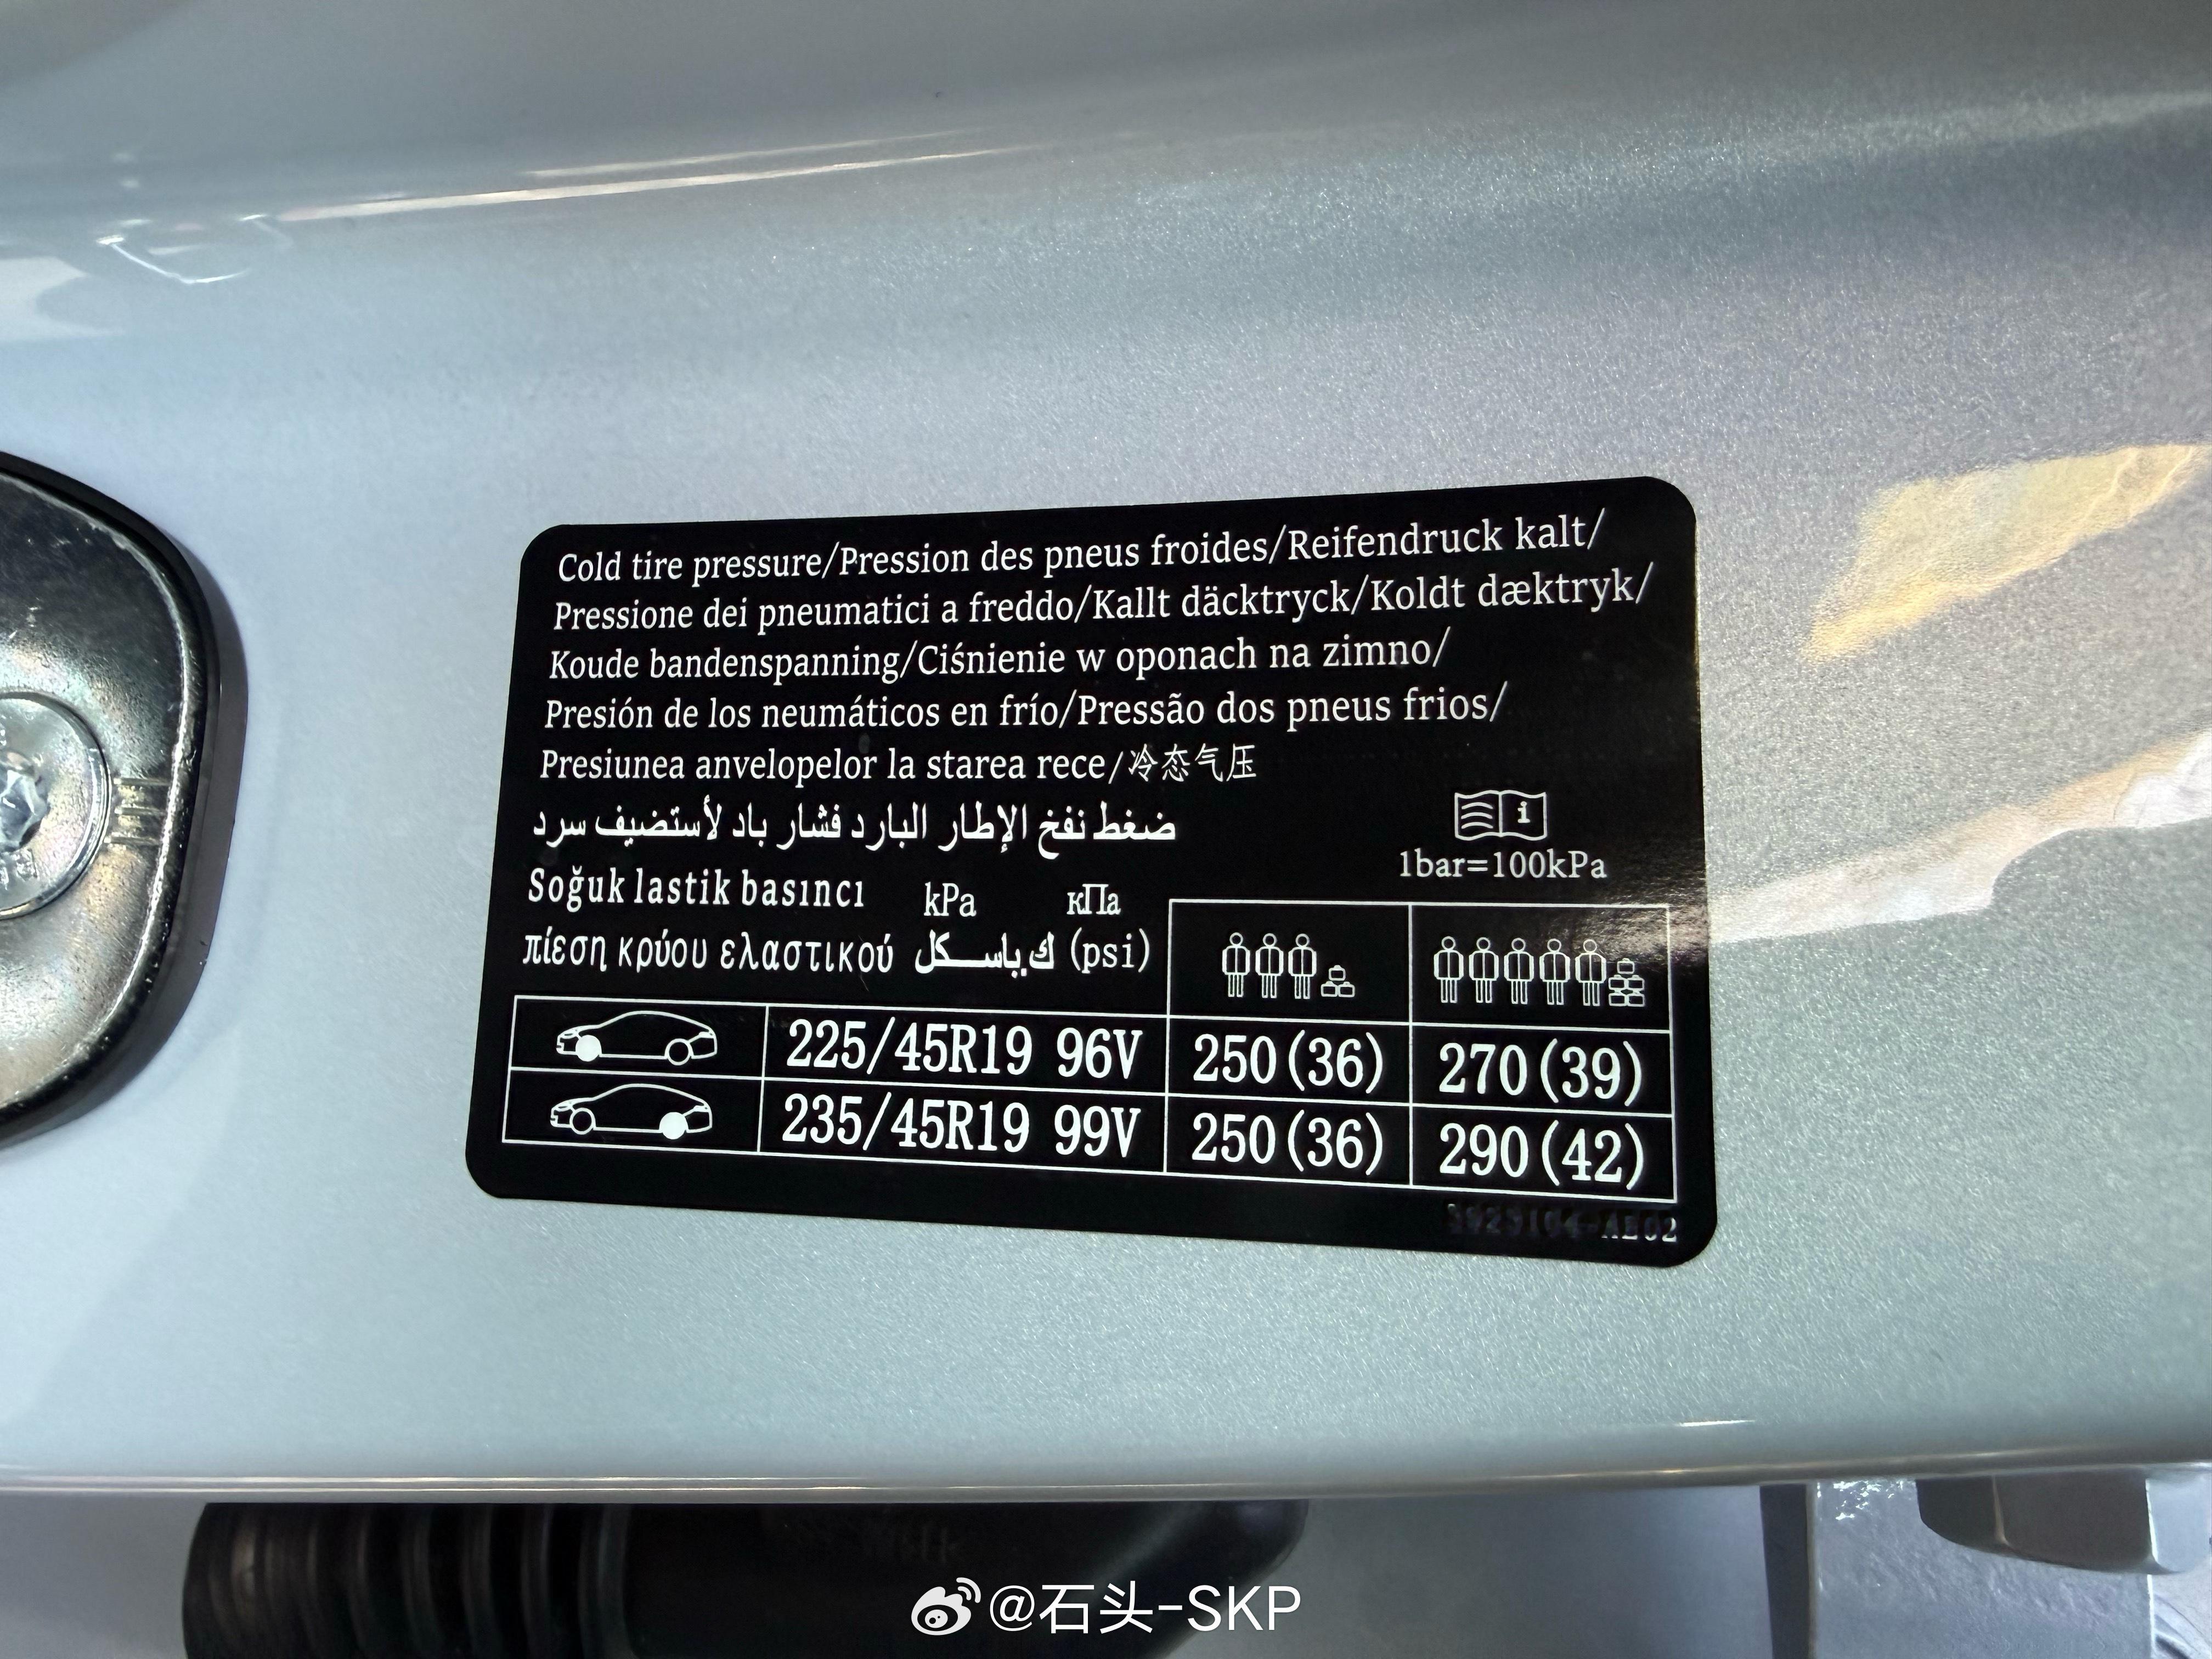 Cold tire pressure/Pression des pneus froides/Reifendruck kalt/
Pressione dei pneumatici a freddo/Kallt däcktryck/Koldt dæktryk/
Koude bandenspanning/Ciśnienie w oponach na zimno/
Presión de los neumáticos en frío/Pressão dos pneus frios/
Presiunea anvelopelor la starea rece/冷态气压
ضغط نفخ الإطار البارد فشار باد لأستضيف سرد
i
1bar=100kPa
Soğuk lastik basıncı kPa кПа
πίεση κρύου ελαστικού ك.باسكل (psi)
225/45R19 96V 250(36) 270(39)
235/45R19 99V 250(36) 290(42)
@石头-SKP